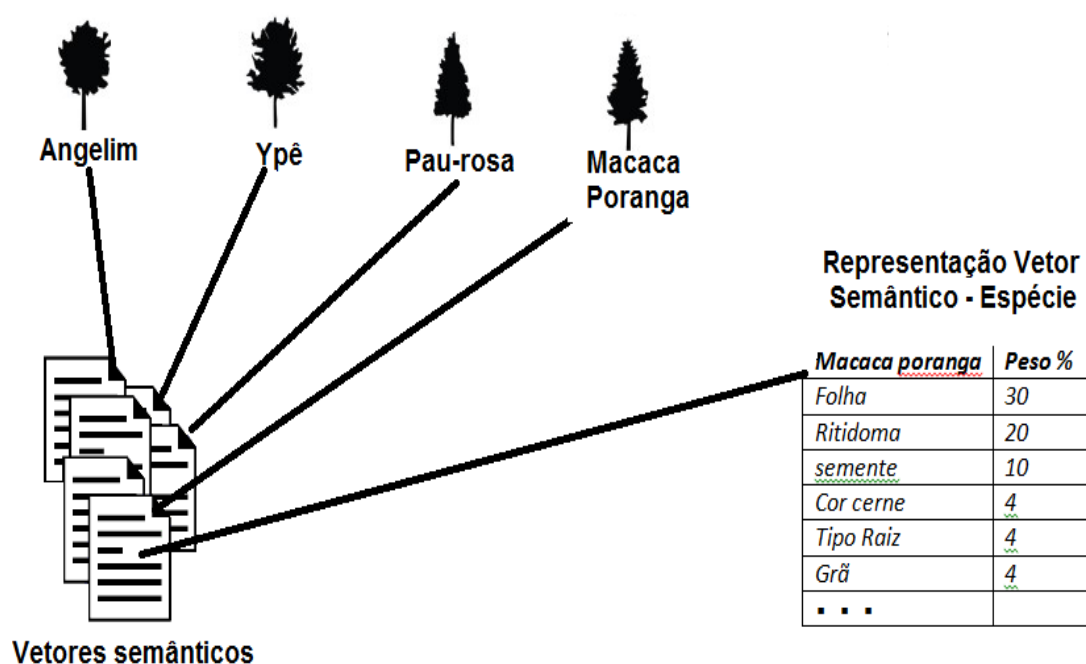 Angelim
Ypê
Pau-rosa
Macaca
Poranga
Representação Vetor
Semântico - Espécie
Macaca poranga Peso %
Folha 30
Ritidoma 20
semente 10
Cor cerne 4
Tipo Raiz 4
Grã 4
. . .
Vetores semânticos